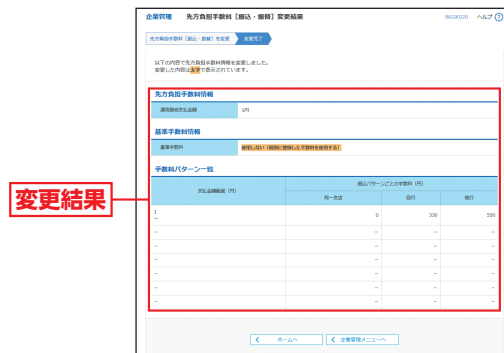 企業管理 先方負担手数料［振込・振替］変更結果 BKGK020 ヘルプ ?
先方負担手数料［振込・振替］を変更 変更完了
以下の内容で先方負担手数料情報を変更しました。
変更した内容は太字で表示されています。
先方負担手数料情報
適用最低支払金額 1円
基準手数料情報
基準手数料 使用しない（個別に登録した手数料を使用する）
手数料パターン一覧
支払金額範囲（円） 振込パターンごとの手数料（円）
同一支店 自行 他行
1
～ 0 330 550
～ － － －
～ － － －
～ － － －
～ － － －
～ － － －
変更結果
ホームへ 企業管理メニューへ